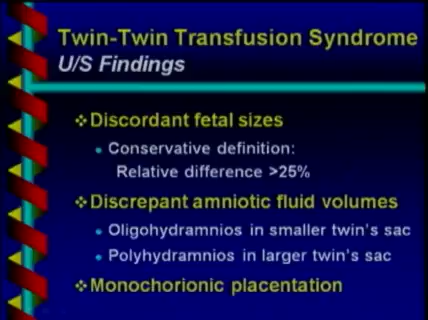 Twin-Twin Transfusion Syndrome
U/S Findings
Discordant fetal sizes
Conservative definition:
Relative difference >25%
Discrepant amniotic fluid volumes
Oligohydramnios in smaller twin's sac
Polyhydramnios in larger twin's sac
Monochorionic placentation